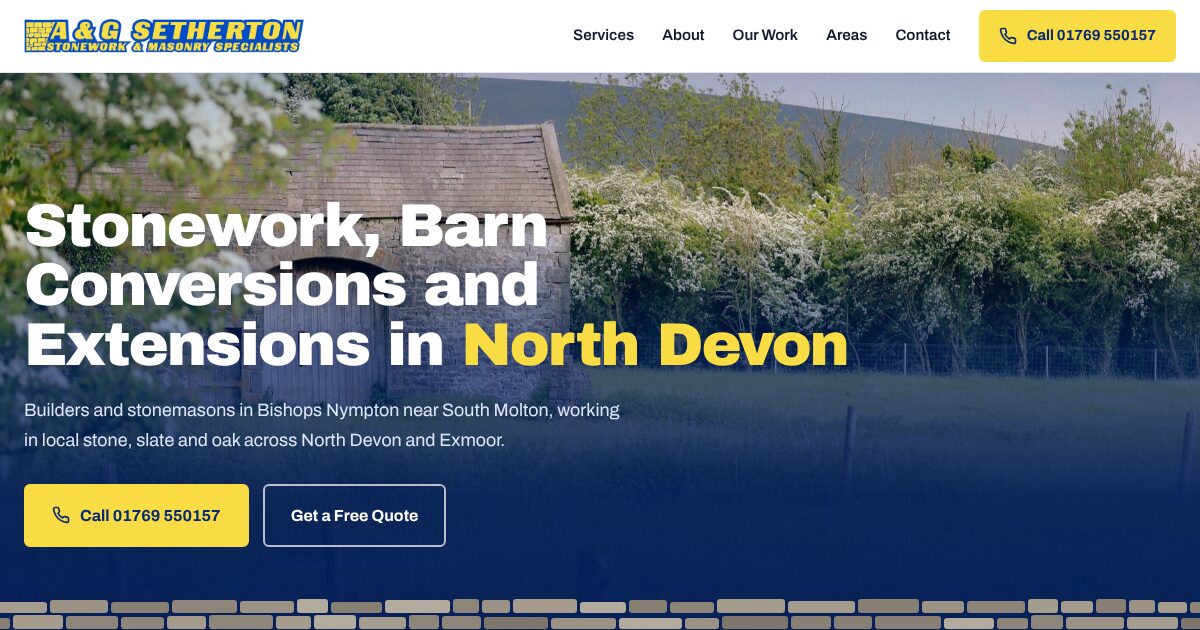 A & G SETHERTON
STONEWORK & MASONRY SPECIALISTS
Services
About
Our Work
Areas
Contact
Call 01769 550157
Stonework, Barn
Conversions and
Extensions in North Devon
Builders and stonemasons in Bishops Nympton near South Molton, working
in local stone, slate and oak across North Devon and Exmoor.
Call 01769 550157
Get a Free Quote